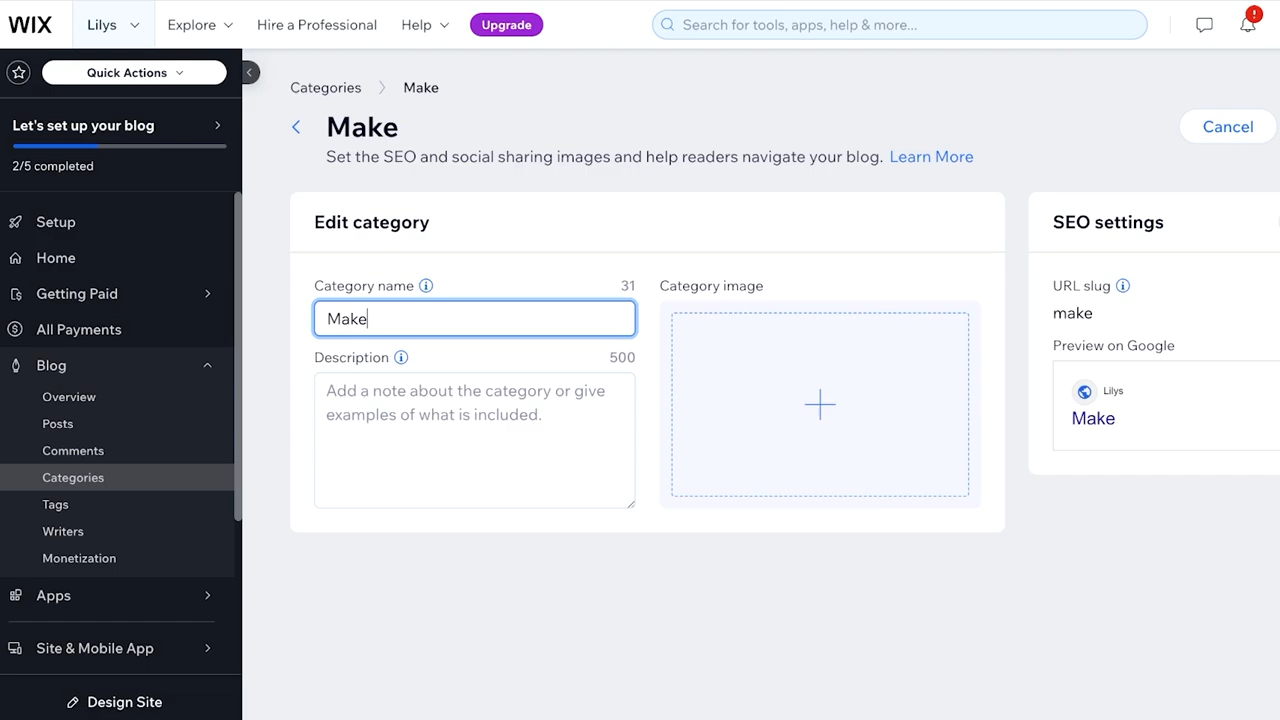 WIX
Lilys
Explore
Hire a Professional
Help
Upgrade
Search for tools, apps, help & more...
!
Quick Actions
Let's set up your blog
2/5 completed
Setup
Home
Getting Paid
All Payments
Blog
Overview
Posts
Comments
Categories
Tags
Writers
Monetization
Apps
Site & Mobile App
Design Site
Categories
Make
Make
Cancel
Set the SEO and social sharing images and help readers navigate your blog. Learn More
Edit category
Category name
31
Make
Description
500
Add a note about the category or give
examples of what is included.
Category image
SEO settings
URL slug
make
Preview on Google
Lilys
Make